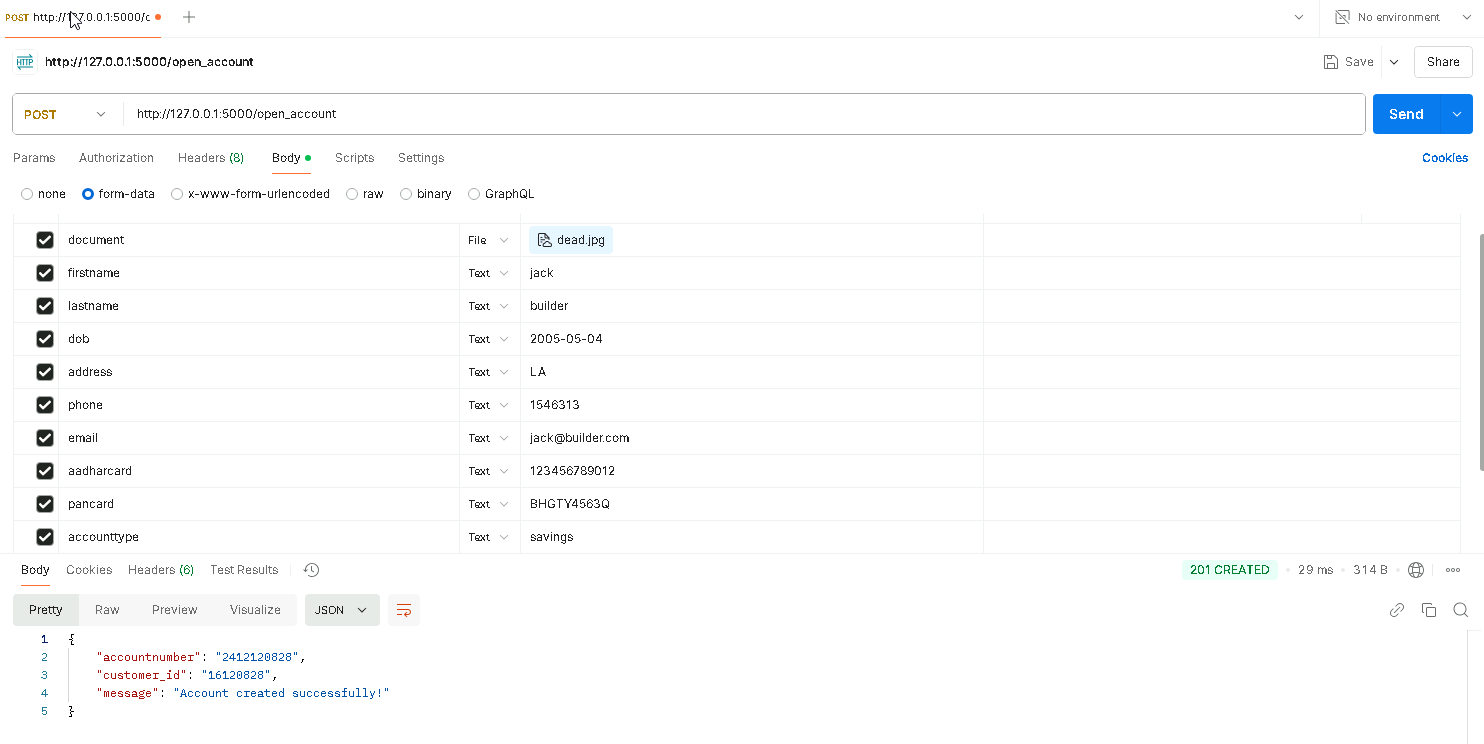 POST http://127.0.0.1:5000/c
No environment
HTTP http://127.0.0.1:5000/open_account
Save Share
POST http://127.0.0.1:5000/open_account Send
Params Authorization Headers (8) Body Scripts Settings Cookies
none form-data x-www-form-urlencoded raw binary GraphQL
document File dead.jpg
firstname Text jack
lastname Text builder
dob Text 2005-05-04
address Text LA
phone Text 1546313
email Text jack@builder.com
aadharcard Text 123456789012
pancard Text BHGTY4563Q
accounttype Text savings
Body Cookies Headers (6) Test Results 201 CREATED 29 ms 314 B
Pretty Raw Preview Visualize JSON
1 {
2 "accountnumber": "2412120828",
3 "customer_id": "16120828",
4 "message": "Account created successfully!"
5 }